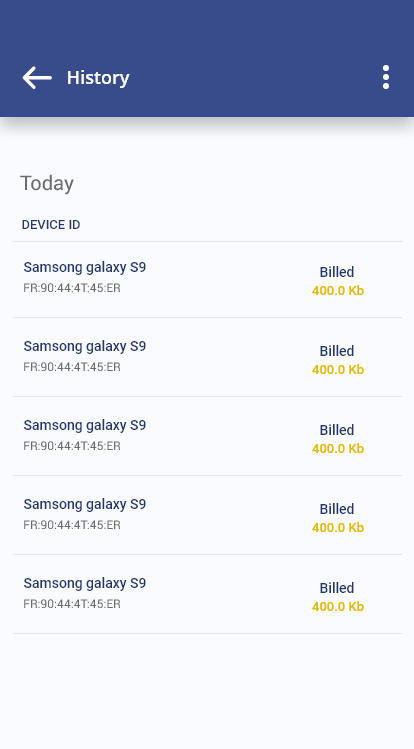 History
Today
DEVICE ID
Samsong galaxy S9
Billed
FR:90:44:4T:45:ER
400.0 Kb
Samsong galaxy S9
Billed
FR:90:44:4T:45:ER
400.0 Kb
Samsong galaxy S9
Billed
FR:90:44:4T:45:ER
400.0 Kb
Samsong galaxy S9
Billed
FR:90:44:4T:45:ER
400.0 Kb
Samsong galaxy S9
Billed
FR:90:44:4T:45:ER
400.0 Kb